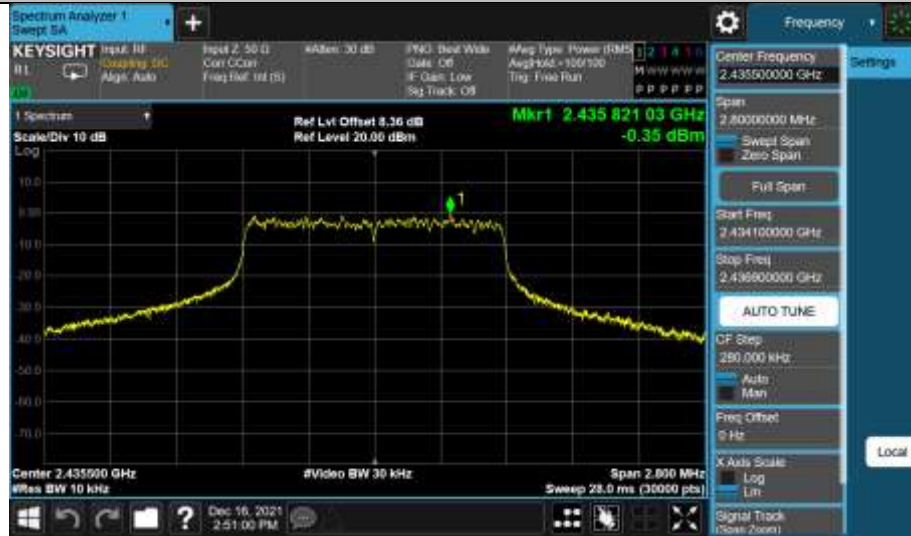 Spectrum Analyzer 1
Swept SA
Frequency
KEYSIGHT
Input: RF
Coupling: DC
Align: Auto
Input Z: 50 Ω
Corr CCorr
Freq Ref: Int (S)
#Atten: 30 dB
PNO: Best Wide
Gate: Off
IF Gain: Low
Sig Track: Off
#Avg Type: Power (RMS
Avg|Hold:>100/100
Trig: Free Run
1 2 3 4 5 6
M W W W W W
P P P P P P
1 Spectrum
Scale/Div 10 dB
Log
Ref Lvl Offset 8.36 dB
Ref Level 20.00 dBm
Mkr1 2.435 821 03 GHz
-0.35 dBm
1
10.0
0.00
-10.0
-20.0
-30.0
-40.0
-50.0
-60.0
-70.0
Center 2.435500 GHz
#Res BW 10 kHz
#Video BW 30 kHz
Span 2.800 MHz
Sweep 28.0 ms (30000 pts)
Center Frequency
2.435500000 GHz
Settings
Span
2.80000000 MHz
Swept Span
Zero Span
Full Span
Start Freq
2.434100000 GHz
Stop Freq
2.436900000 GHz
AUTO TUNE
CF Step
280.000 kHz
Auto
Man
Freq Offset
0 Hz
X Axis Scale
Log
Lin
Local
Signal Track
(Span Zoom)
?
Dec 16, 2021
2:51:00 PM